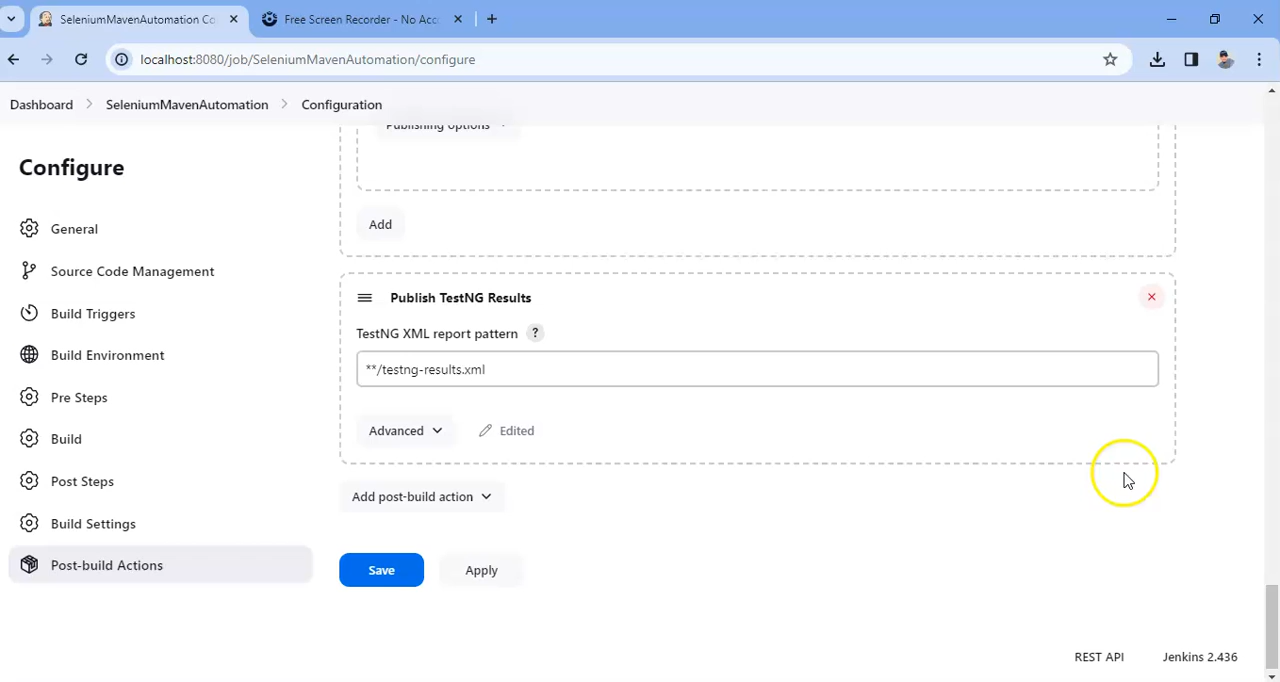 SeleniumMavenAutomation Co
Free Screen Recorder - No Acc
localhost:8080/job/SeleniumMavenAutomation/configure
Dashboard
SeleniumMavenAutomation
Configuration
Configure
General
Source Code Management
Build Triggers
Build Environment
Pre Steps
Build
Post Steps
Build Settings
Post-build Actions
Publishing options
Add
Publish TestNG Results
TestNG XML report pattern ?
**/testng-results.xml
Advanced
Edited
Add post-build action
Save
Apply
REST API
Jenkins 2.436